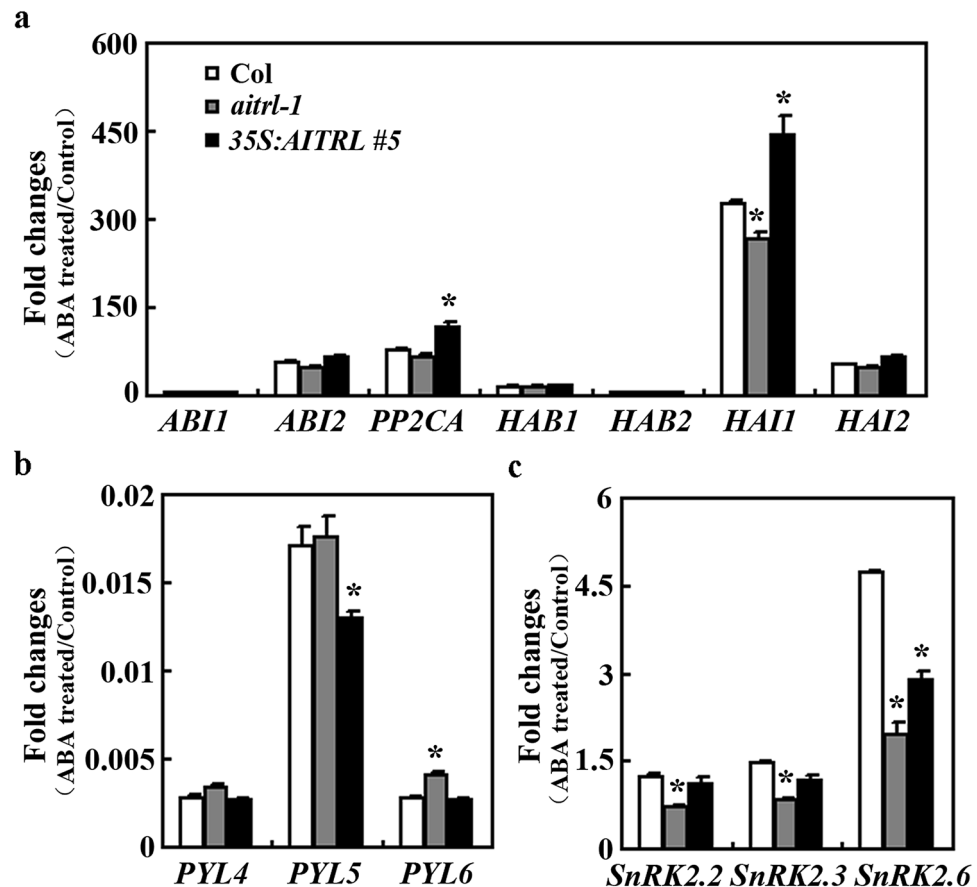 a
Fold changes
(ABA treated/Control)
600
450
300
150
0
Col
aitrl-1
35S:AITRL #5
*
*
*
ABI1 ABI2 PP2CA HAB1 HAB2 HAI1 HAI2
b
Fold changes
(ABA treated/Control)
0.02
0.015
0.01
0.005
0
*
*
PYL4 PYL5 PYL6
c
Fold changes
(ABA treated/Control)
6
4.5
3
1.5
0
*
*
*
*
SnRK2.2 SnRK2.3 SnRK2.6